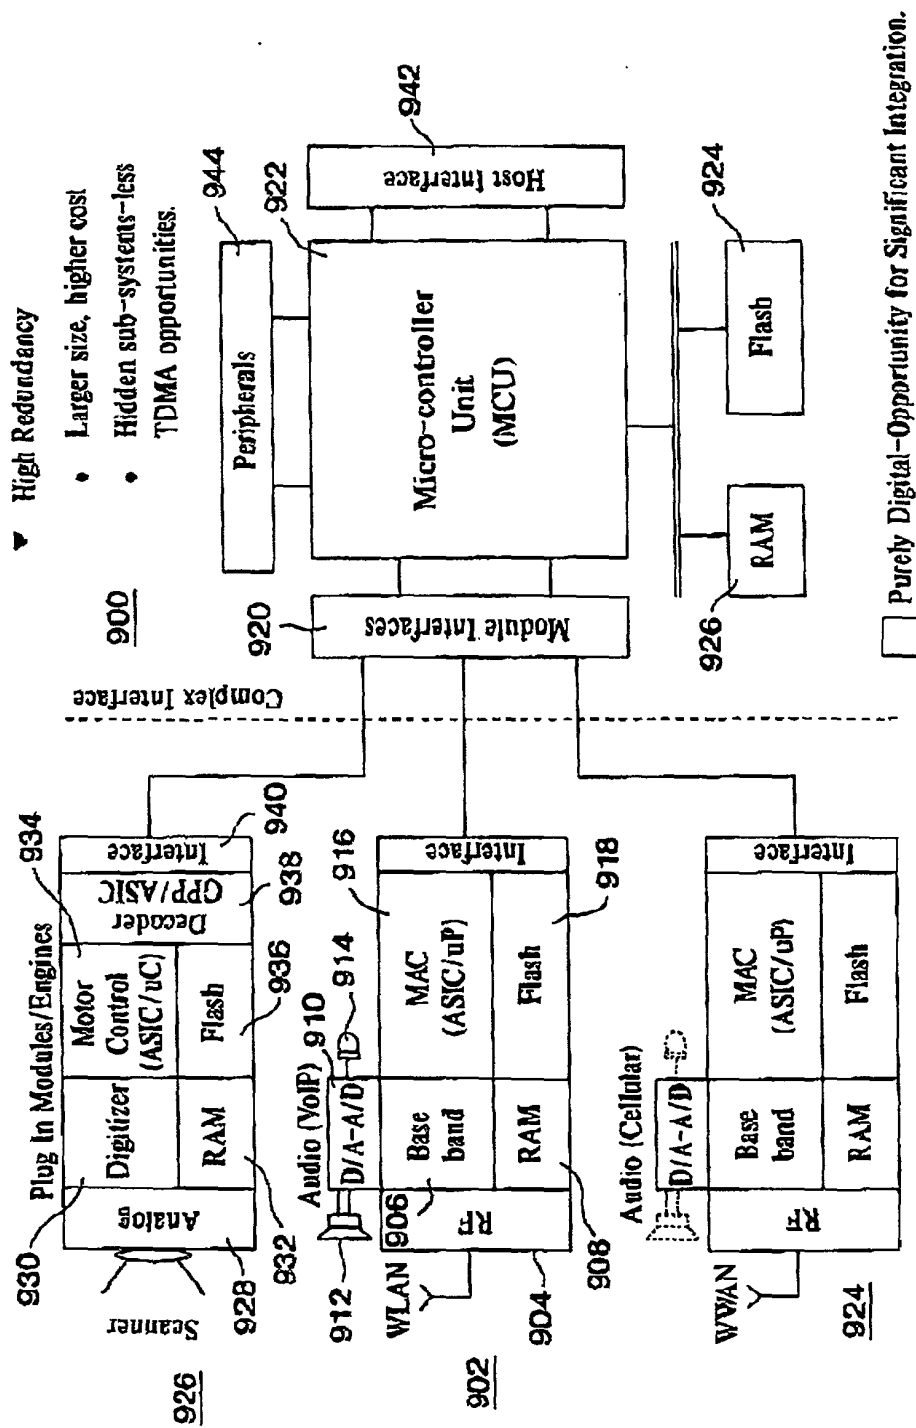 ▼ High Redundancy
♦ Larger size, higher cost
♦ Hidden sub-systems-less
TDMA opportunities.
900
Plug In Modules/Engines
Complex Interface
Scanner
926
928
930
932
934
936
938
940
Analog
Digitizer
RAM
Motor
Control
(ASIC/uC)
Flash
Decoder
GPP/ASIC
Interface
Audio (VoIP)
910
912
914
D/A-A/D
WLAN
902
904
906
908
916
918
RF
Base
band
RAM
MAC
(ASIC/uP)
Flash
Interface
Audio (Cellular)
D/A-A/D
WWAN
924
RF
Base
band
RAM
MAC
(ASIC/uP)
Flash
Interface
920
Module Interfaces
Peripherals
944
922
Micro-controller
Unit
(MCU)
Host Interface
942
RAM
926
Flash
924
Purely Digital-Opportunity for Significant Integration.